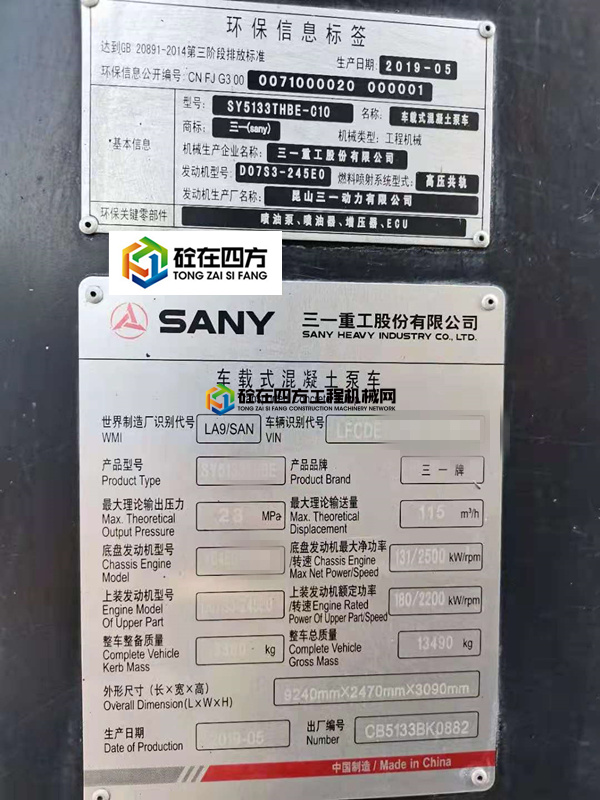 环保信息标签
达到GB 20891-2014第三阶段排放标准
生产日期: 2019-05
环保信息公开编号: CN FJ G3 00 0071000020 000001
基本信息
型号: SY5133THBE-C10 名称: 车载式混凝土泵车
商标: 三一(sany) 机械类型: 工程机械
机械生产企业名称: 三一重工股份有限公司
发动机型号: D07S3-245E0 燃料喷射系统型式: 高压共轨
发动机生产厂名称: 昆山三一动力有限公司
环保关键零部件 喷油泵、喷油器、增压器、ECU
砼在四方
TONG ZAI SI FANG
SANY 三一重工股份有限公司
SANY HEAVY INDUSTRY CO., LTD.
车载式混凝土泵车
砼在四方工程机械网
TONG ZAI SI FANG CONSTRUCTION MACHINERY NETWORK
世界制造厂识别代号 LA9/SAN 车辆识别代号 LFCDE
WMI VIN
产品型号 产品品牌 三一牌
Product Type Product Brand
最大理论输出压力 28 MPa 最大理论输送量 115 m³/h
Max. Theoretical Max. Theoretical
Output Pressure Displacement
底盘发动机型号 底盘发动机最大净功率
Chassis Engine /转速 Chassis Engine 131/2500 kW/rpm
Model Max Net Power/Speed
上装发动机型号 上装发动机额定功率
Engine Model /转速 Engine Rated 180/2200 kW/rpm
Of Upper Part Power Of Upper Part/Speed
整车整备质量 kg 整车总质量 13490 kg
Complete Vehicle Complete Vehicle
Kerb Mass Gross Mass
外形尺寸（长×宽×高） 9240mm×2470mm×3090mm
Overall Dimension (L×W×H)
生产日期 2019-05 出厂编号 CB5133BK0882
Date of Production Number
中国制造/ Made in China